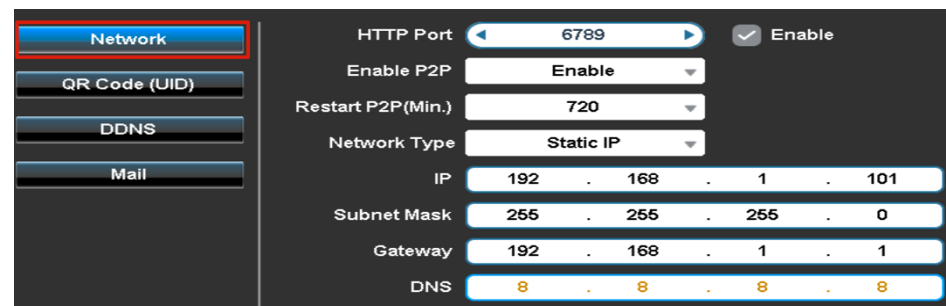 Network
QR Code (UID)
DDNS
Mail
HTTP Port 6789 Enable
Enable P2P Enable
Restart P2P(Min.) 720
Network Type Static IP
IP 192 . 168 . 1 . 101
Subnet Mask 255 . 255 . 255 . 0
Gateway 192 . 168 . 1 . 1
DNS 8 . 8 . 8 . 8